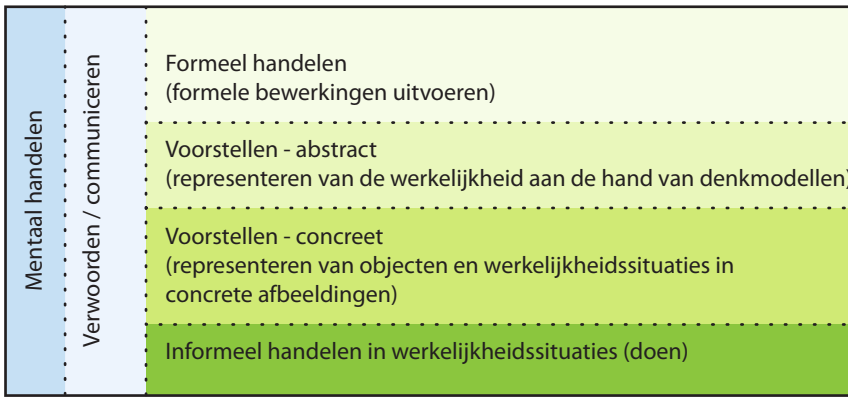 Mentaal handelen
Verwoorden / communiceren
Formeel handelen
(formele bewerkingen uitvoeren)
Voorstellen - abstract
(representeren van de werkelijkheid aan de hand van denkmodellen)
Voorstellen - concreet
(representeren van objecten en werkelijkheidssituaties in
concrete afbeeldingen)
Informeel handelen in werkelijkheidssituaties (doen)